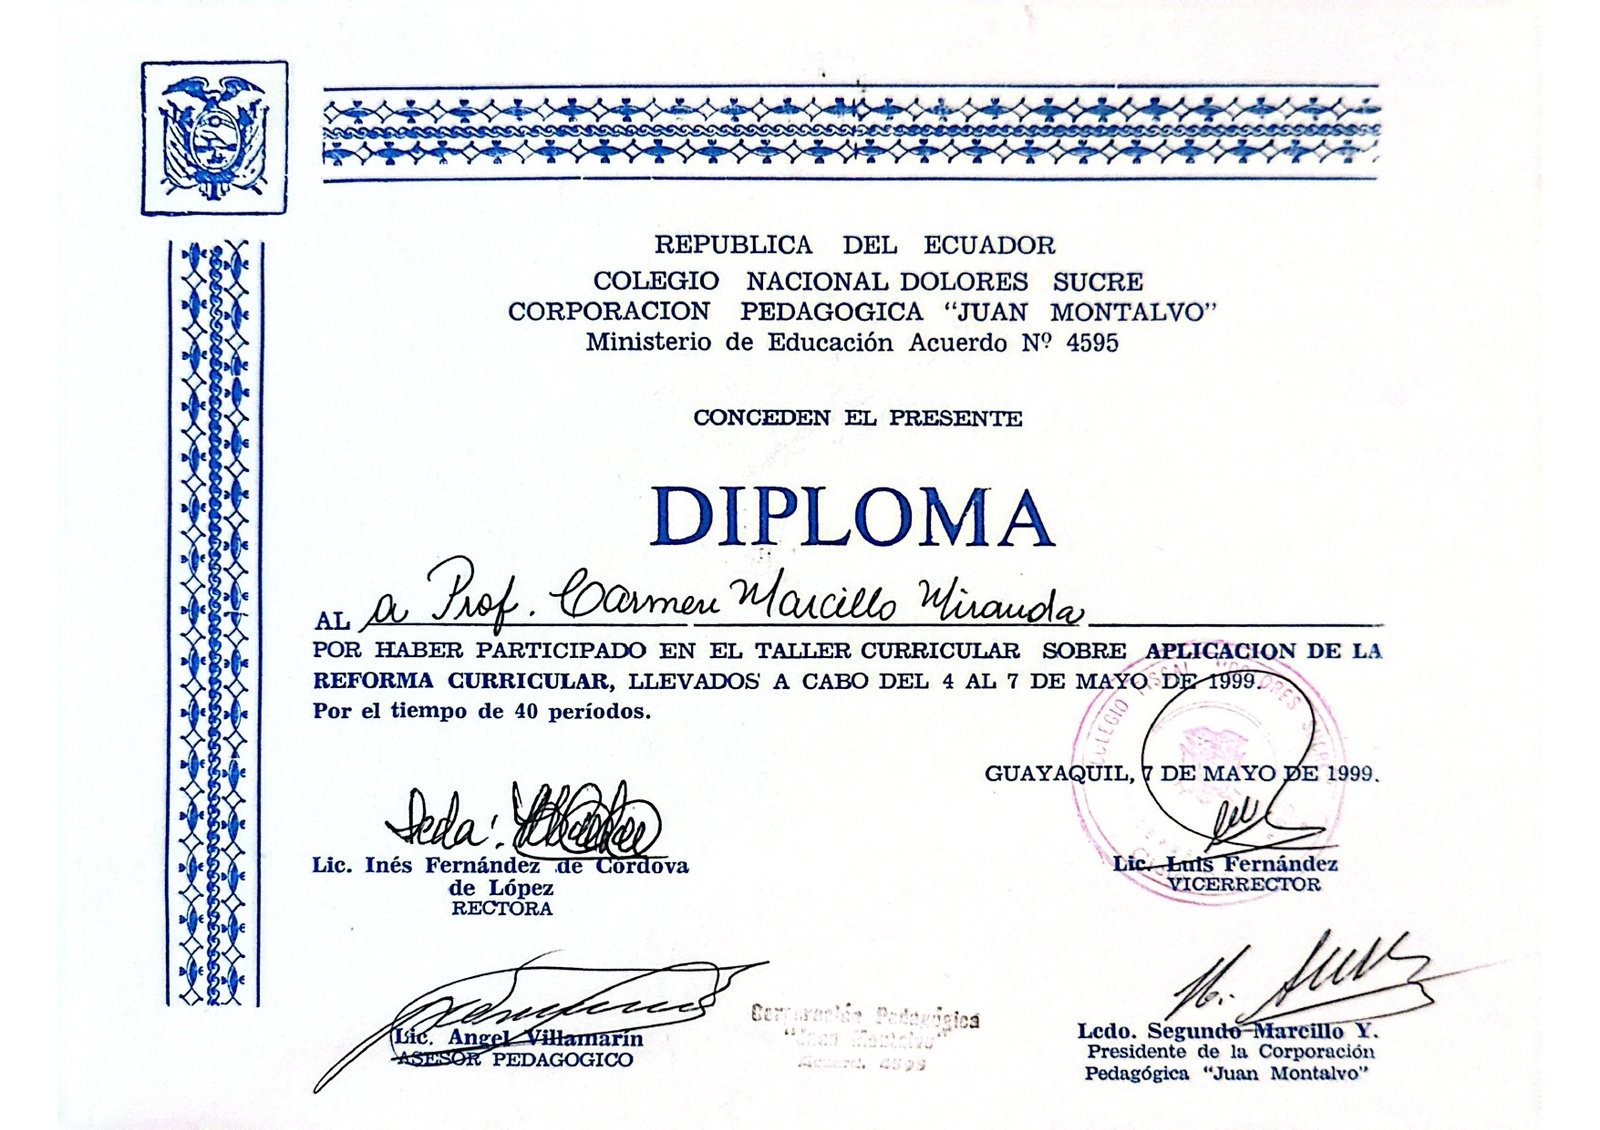 REPUBLICA DEL ECUADOR
COLEGIO NACIONAL DOLORES SUCRE
CORPORACION PEDAGOGICA "JUAN MONTALVO"
Ministerio de Educación Acuerdo Nº 4595
CONCEDEN EL PRESENTE
DIPLOMA
AL a Prof. Carmen Marcillo Miranda
POR HABER PARTICIPADO EN EL TALLER CURRICULAR SOBRE APLICACION DE LA
REFORMA CURRICULAR, LLEVADOS A CABO DEL 4 AL 7 DE MAYO DE 1999.
Por el tiempo de 40 períodos.
GUAYAQUIL, 7 DE MAYO DE 1999.
Lic. Inés Fernández de Cordova
de López
RECTORA
Lic. Luis Fernández
VICERRECTOR
Lic. Angel Villamarín
ASESOR PEDAGOGICO
Corporación Pedagógica
"Juan Montalvo"
Lcdo. Segundo Marcillo Y.
Presidente de la Corporación
Pedagógica "Juan Montalvo"